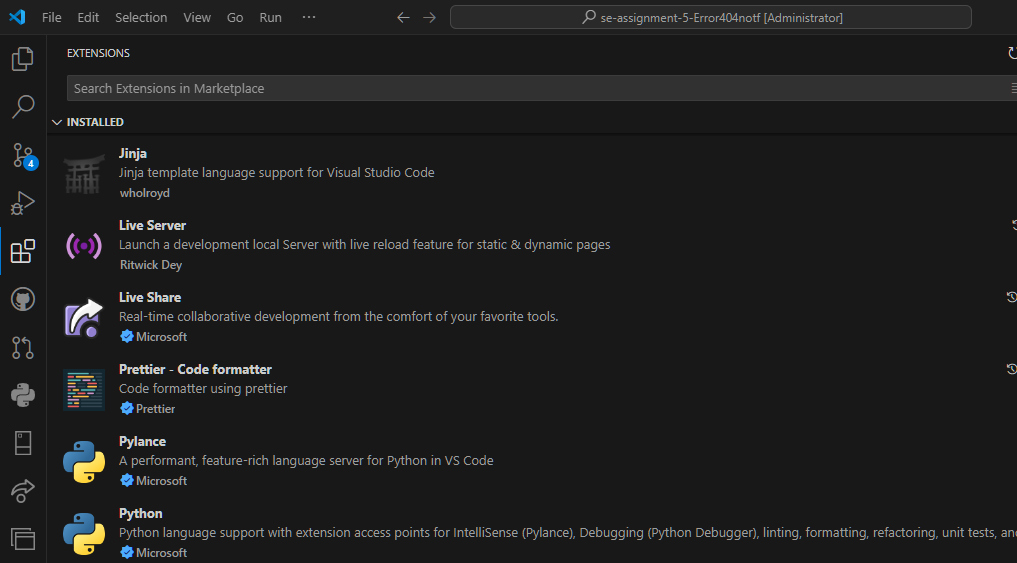 File Edit Selection View Go Run ···
se-assignment-5-Error404notf [Administrator]
EXTENSIONS
Search Extensions in Marketplace
INSTALLED
Jinja
Jinja template language support for Visual Studio Code
wholroyd
Live Server
Launch a development local Server with live reload feature for static & dynamic pages
Ritwick Dey
4
Live Share
Real-time collaborative development from the comfort of your favorite tools.
Microsoft
Prettier - Code formatter
Code formatter using prettier
Prettier
Pylance
A performant, feature-rich language server for Python in VS Code
Microsoft
Python
Python language support with extension access points for IntelliSense (Pylance), Debugging (Python Debugger), linting, formatting, refactoring, unit tests, an
Microsoft